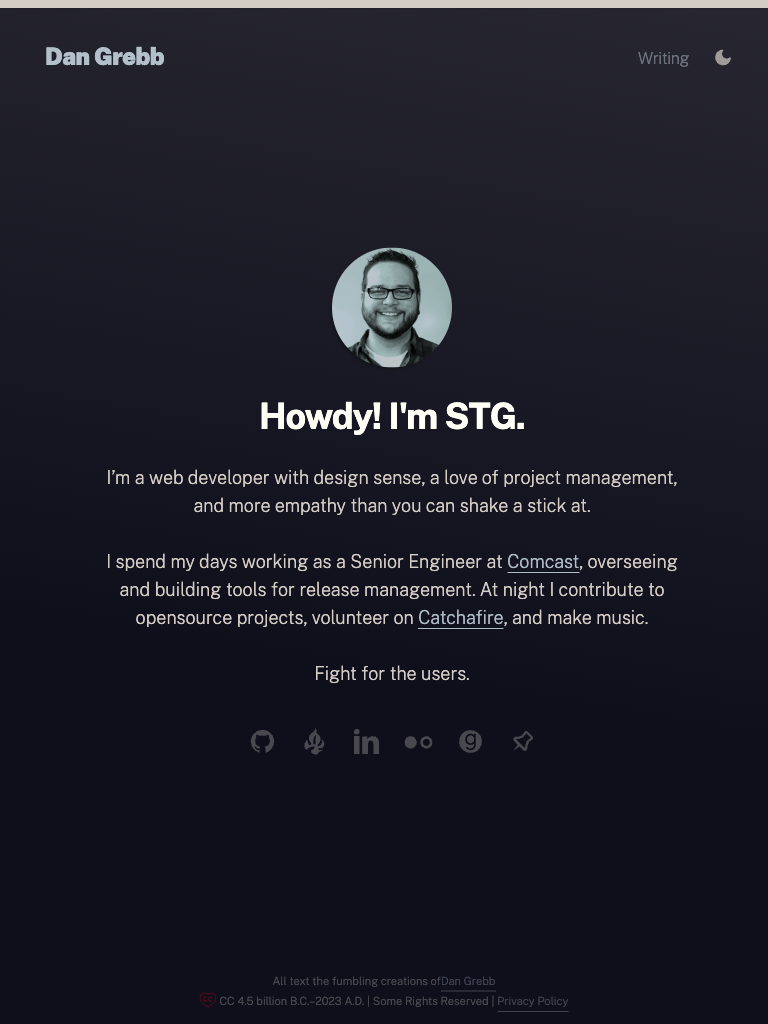 Dan Grebb
Writing
Howdy! I'm STG.
I’m a web developer with design sense, a love of project management,
and more empathy than you can shake a stick at.
I spend my days working as a Senior Engineer at Comcast, overseeing
and building tools for release management. At night I contribute to
opensource projects, volunteer on Catchafire, and make music.
Fight for the users.
All text the fumbling creations ofDan Grebb
CC 4.5 billion B.C.–2023 A.D. | Some Rights Reserved | Privacy Policy